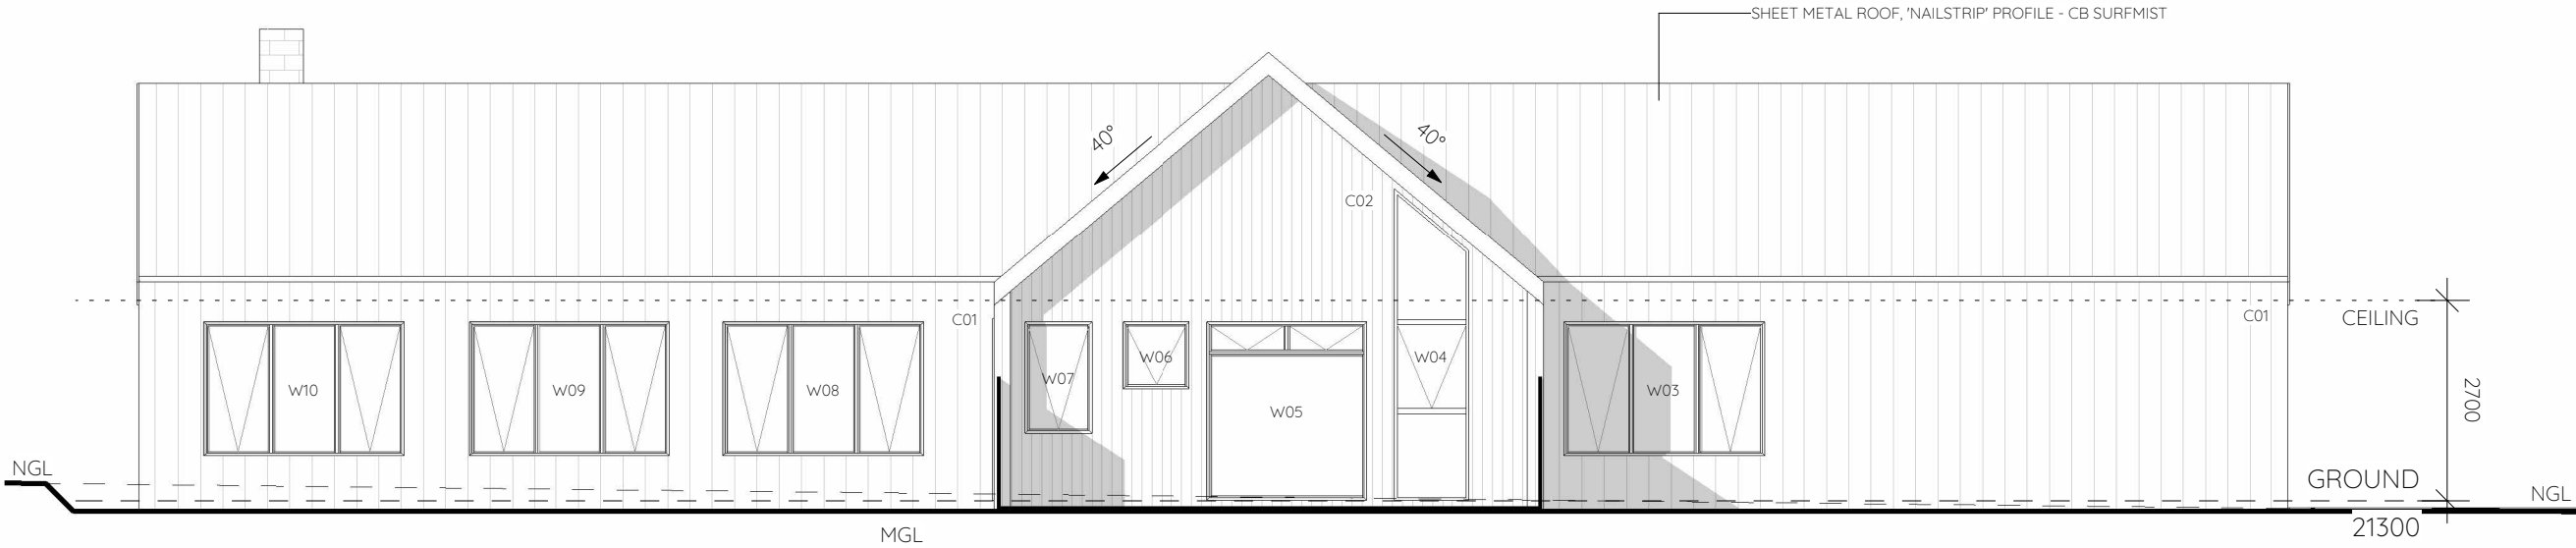 SHEET METAL ROOF, 'NAILSTRIP' PROFILE - CB SURFMIST
40°
40°
C02
C01
C01
CEILING
W07
W06
W04
W10
W09
W08
W05
W03
2700
NGL
GROUND
NGL
MGL
21300